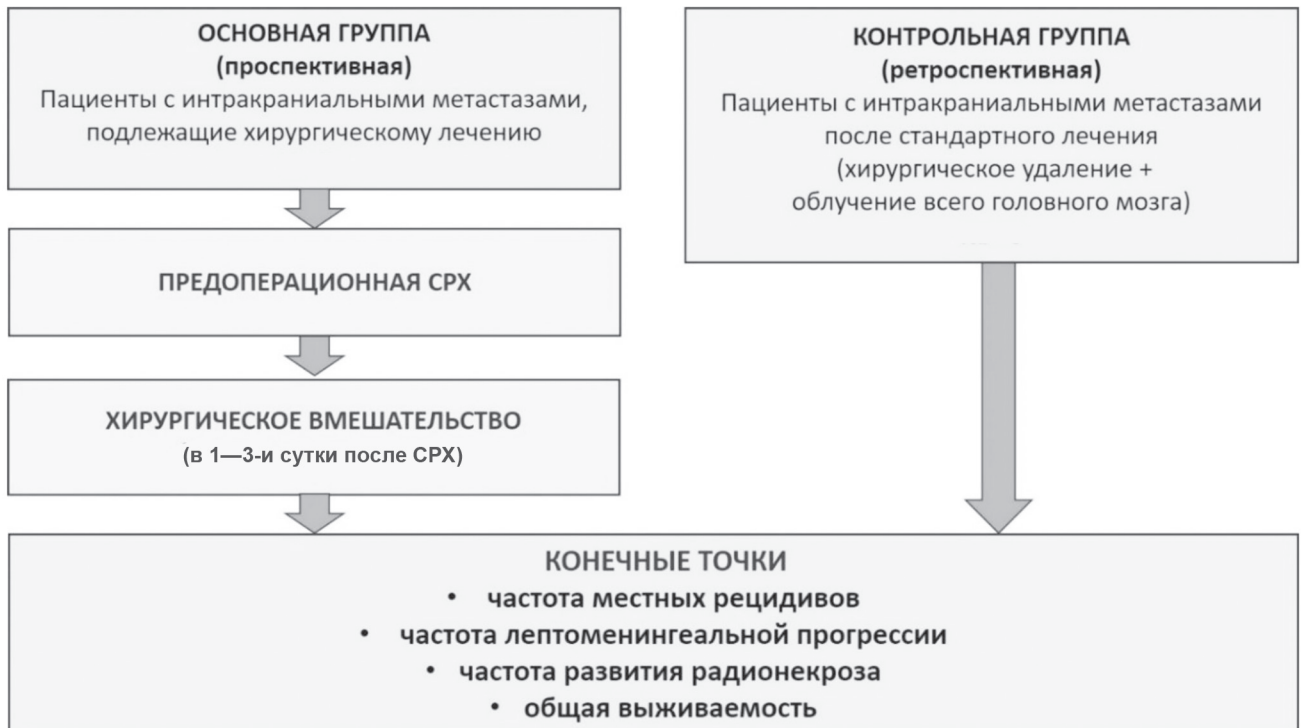 ОСНОВНАЯ ГРУППА
(проспективная)
Пациенты с интракраниальными метастазами,
подлежащие хирургическому лечению
ПРЕДОПЕРАЦИОННАЯ СРХ
ХИРУРГИЧЕСКОЕ ВМЕШАТЕЛЬСТВО
(в 1—3-и сутки после СРХ)
КОНТРОЛЬНАЯ ГРУППА
(ретроспективная)
Пациенты с интракраниальными метастазами
после стандартного лечения
(хирургическое удаление +
облучение всего головного мозга)
КОНЕЧНЫЕ ТОЧКИ
• частота местных рецидивов
• частота лептоменингеальной прогрессии
• частота развития радионекроза
• общая выживаемость